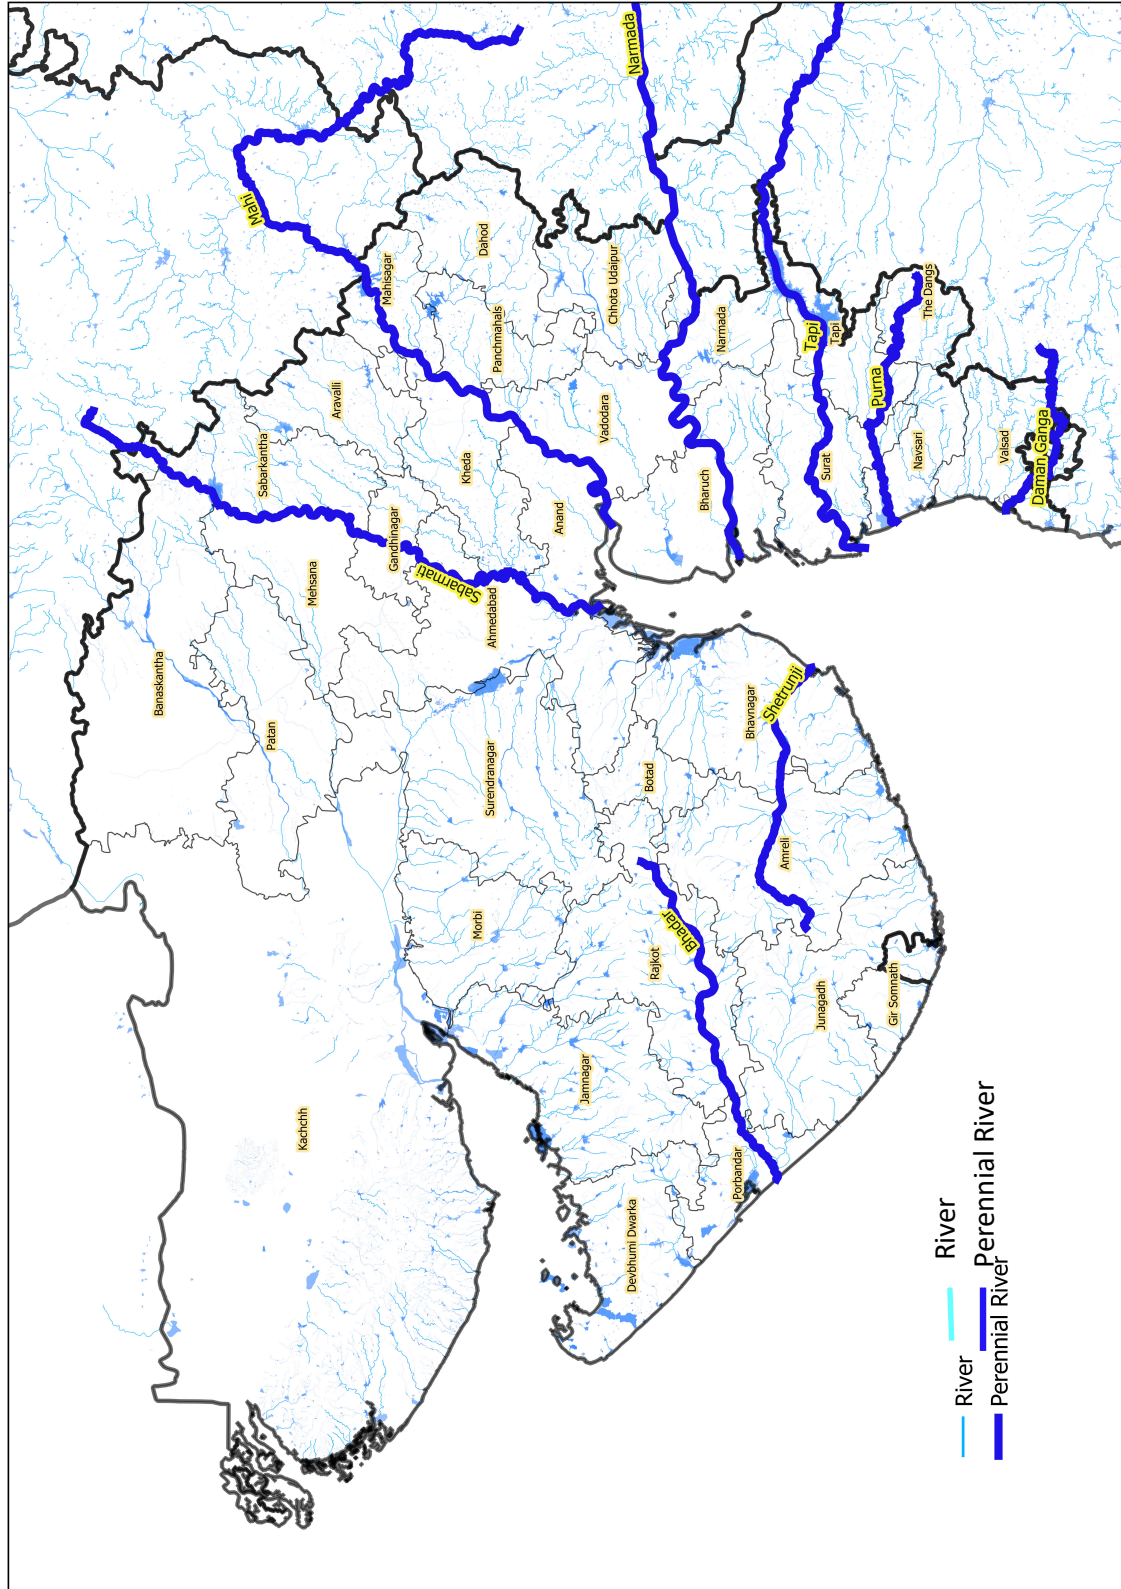 Banaskantha
Patan
Mehsana
Sabarkantha
Aravalli
Gandhinagar
Sabarmati
Ahmedabad
Kheda
Anand
Mahi
Mahisagar
Panchmahals
Dahod
Chhota Udaipur
Vadodara
Narmada
Narmada
Bharuch
Tapi
Tapi
Surat
Purna
The Dangs
Navsari
Valsad
Daman Ganga
Kachchh
Morbi
Surendranagar
Botad
Bhavnagar
Shetrunji
Amreli
Bhadar
Rajkot
Jamnagar
Devbhumi Dwarka
Porbandar
Junagadh
Gir Somnath
River
Perennial River
River
Perennial River